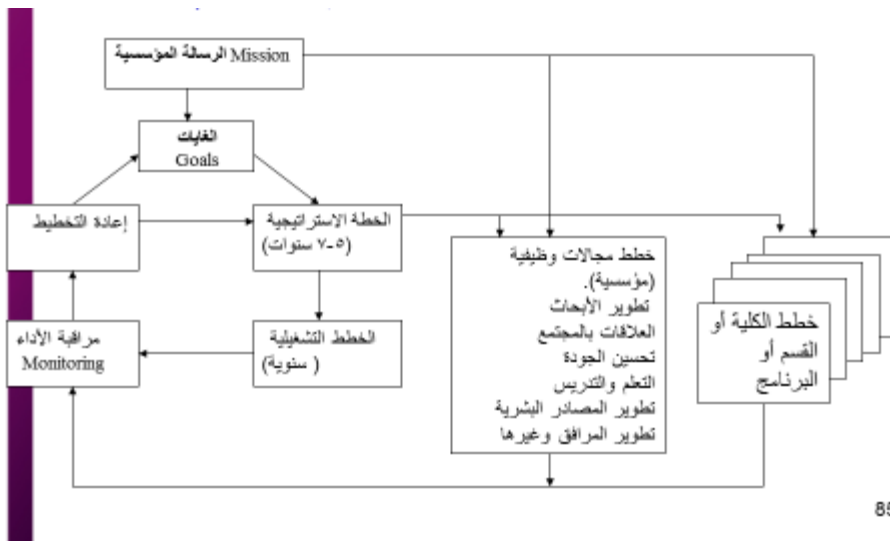 الرسالة المؤسسية Mission
الغايات
Goals
إعادة التخطيط
الخطة الاستراتيجية
(٥-٧ سنوات)
مراقبة الأداء
Monitoring
الخطط التشغيلية
( سنوية)
خطط مجالات وظيفية
(مؤسسية).
تطوير الأبحاث
العلاقات بالمجتمع
تحسين الجودة
التعلم والتدريس
تطوير المصادر البشرية
تطوير المرافق وغيرها
خطط الكلية أو
القسم أو
البرنامج
85